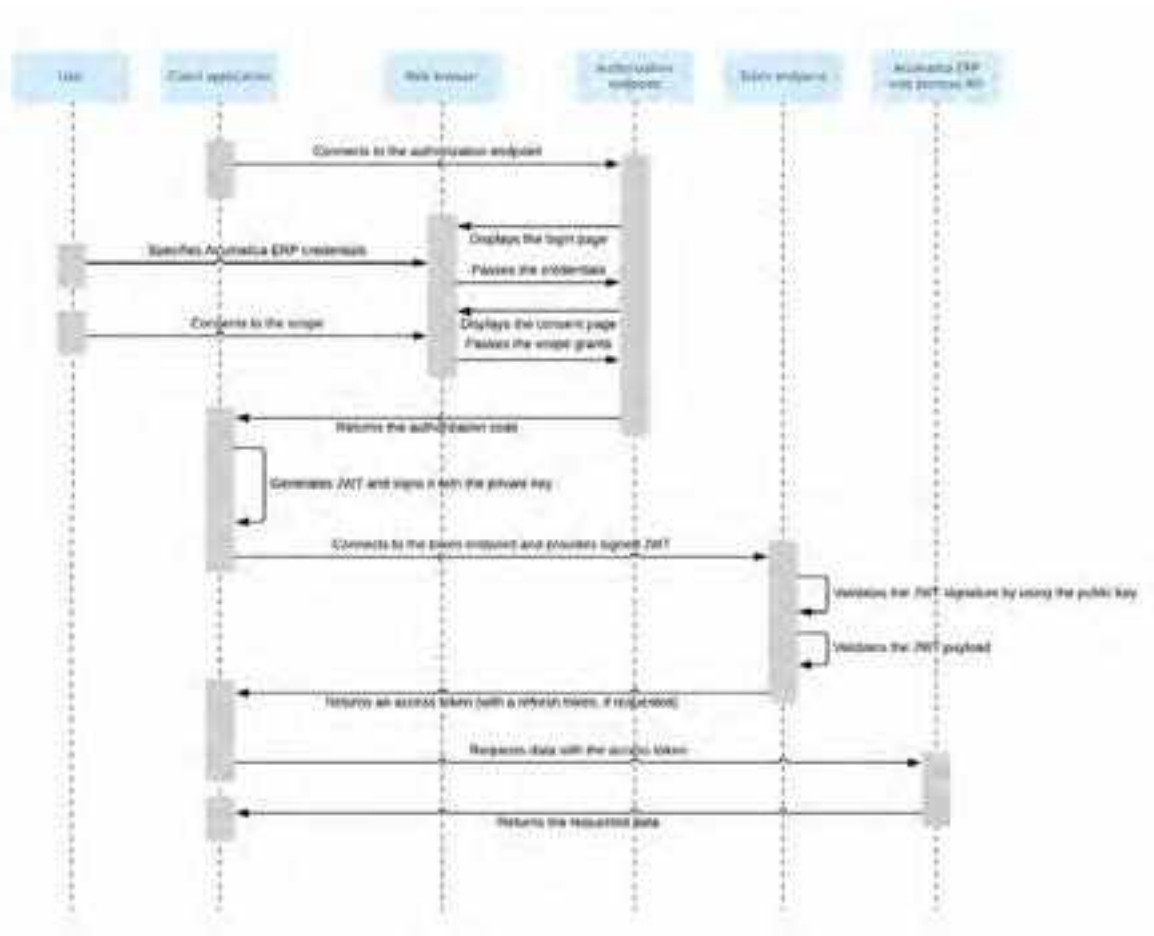 User
Client application
Web browser
Authorization
endpoint
Token endpoint
Acumatica ERP
web services API
Connects to the authorization endpoint
Displays the login page
Specifies Acumatica ERP credentials
Passes the credentials
Consents to the scope
Displays the consent page
Passes the scope grants
Returns the authorization code
Generates JWT and signs it with the private key
Connects to the token endpoint and provides signed JWT
Validates the JWT signature by using the public key
Validates the JWT payload
Returns an access token (with a refresh token, if requested)
Requests data with the access token
Returns the requested data